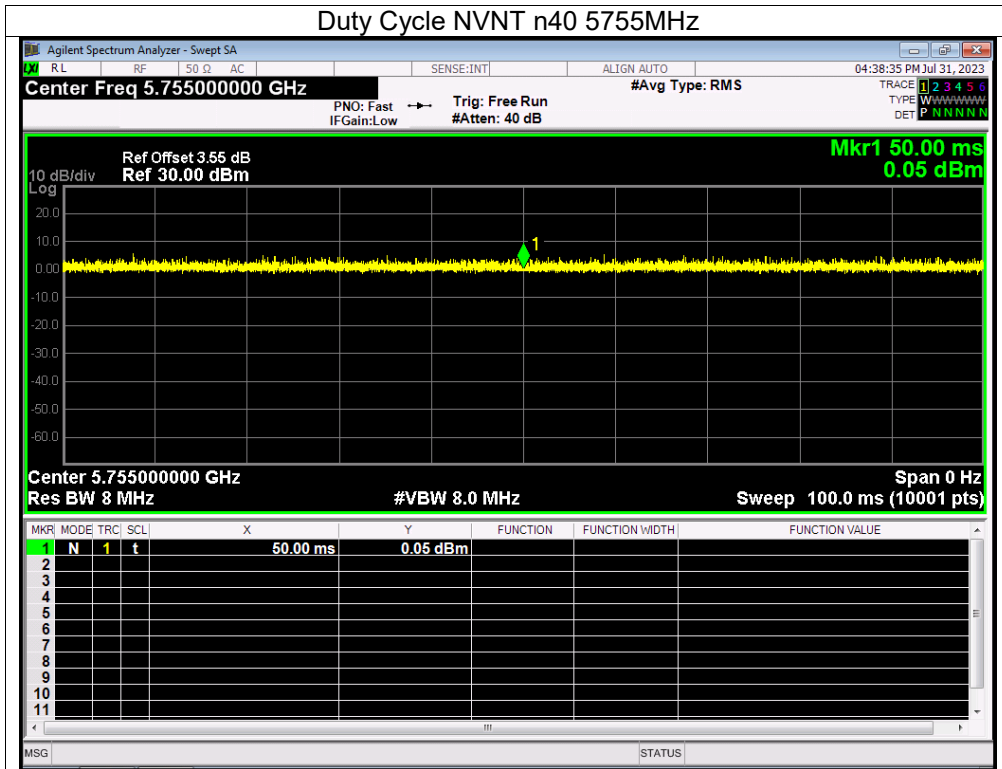 Duty Cycle NVNT n40 5755MHz
Agilent Spectrum Analyzer - Swept SA
LXI RL RF 50 Ω AC SENSE:INT ALIGN AUTO 04:38:35 PM Jul 31, 2023
Center Freq 5.755000000 GHz #Avg Type: RMS TRACE 1 2 3 4 5 6
PNO: Fast Trig: Free Run TYPE WWWWWW
IFGain:Low #Atten: 40 dB DET P N N N N N
Mkr1 50.00 ms
Ref Offset 3.55 dB
10 dB/div Ref 30.00 dBm 0.05 dBm
Log
20.0
10.0
1
0.00
-10.0
-20.0
-30.0
-40.0
-50.0
-60.0
Center 5.755000000 GHz Span 0 Hz
Res BW 8 MHz #VBW 8.0 MHz Sweep 100.0 ms (10001 pts)
MKR MODE TRC SCL X Y FUNCTION FUNCTION WIDTH FUNCTION VALUE
1 N 1 t 50.00 ms 0.05 dBm
2
3
4
5
6
7
8
9
10
11
MSG STATUS